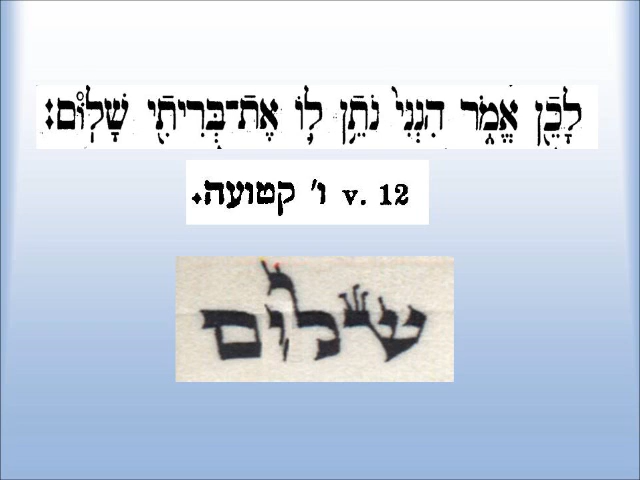 לָכֵ֖ן אֱמֹ֑ר הִנְנִי֙ נֹתֵ֥ן ל֛וֹ אֶת־בְּרִיתִ֖י שָׁלֽוֹם׃
v. 12 ו׳ קטועה.
שלום